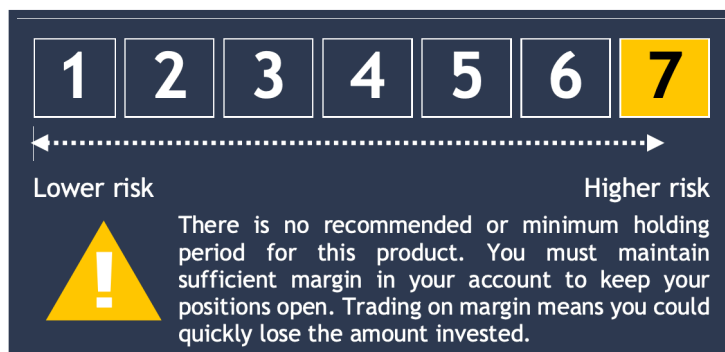 1 2 3 4 5 6 7
Lower risk Higher risk
!
There is no recommended or minimum holding
period for this product. You must maintain
sufficient margin in your account to keep your
positions open. Trading on margin means you could
quickly lose the amount invested.